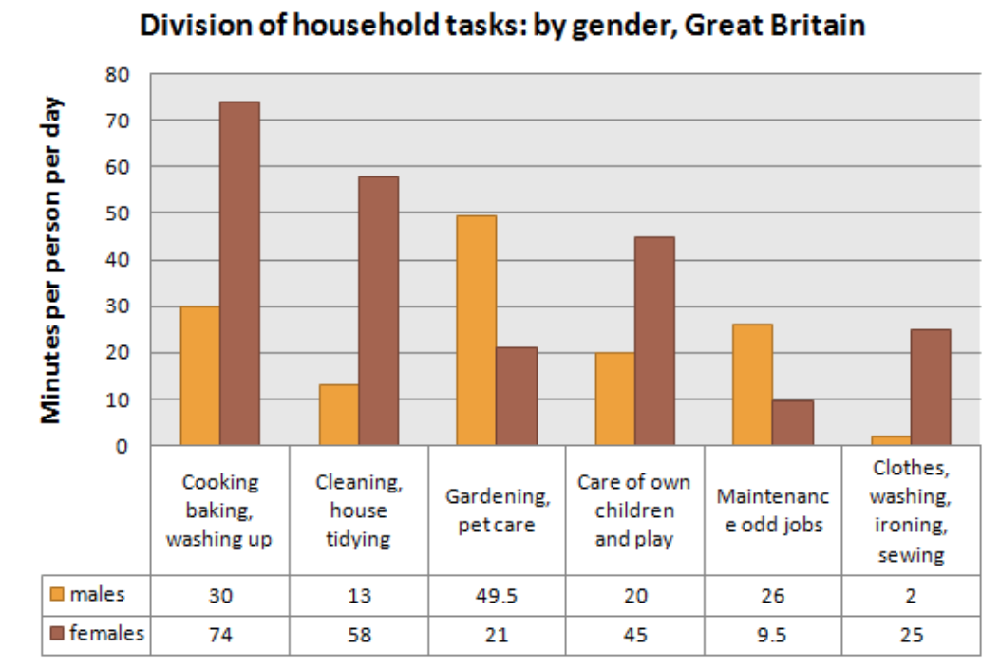 Division of household tasks: by gender, Great Britain
Minutes per person per day
80
70
60
50
40
30
20
10
0
Cooking
baking,
washing up
Cleaning,
house
tidying
Gardening,
pet care
Care of own
children
and play
Maintenanc
e odd jobs
Clothes,
washing,
ironing,
sewing
males 30 13 49.5 20 26 2
females 74 58 21 45 9.5 25